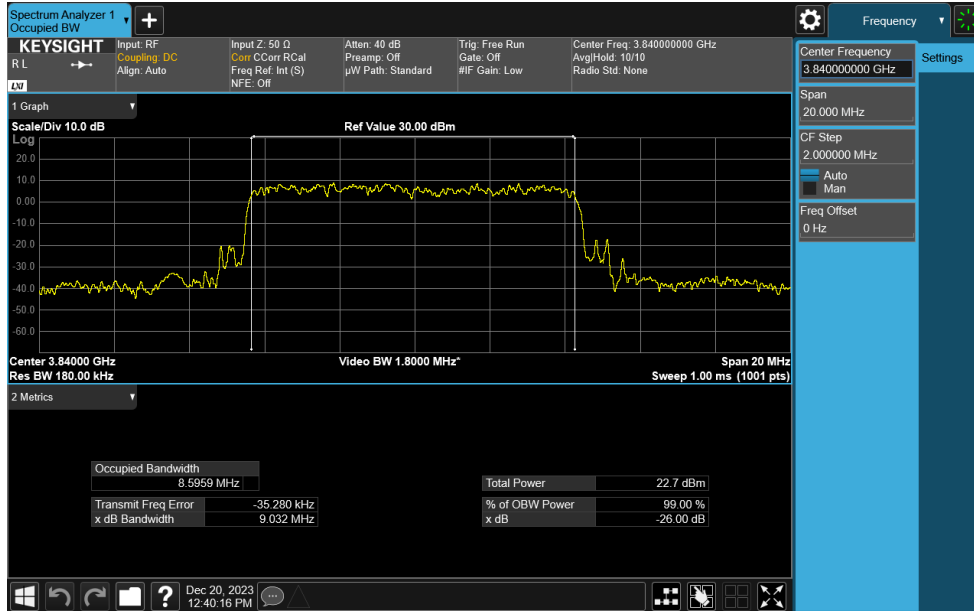 Spectrum Analyzer 1
Occupied BW
Frequency
KEYSIGHT
R L
LXI
Input: RF
Coupling: DC
Align: Auto
Input Z: 50 Ω
Corr CCorr RCal
Freq Ref: Int (S)
NFE: Off
Atten: 40 dB
Preamp: Off
µW Path: Standard
Trig: Free Run
Gate: Off
#IF Gain: Low
Center Freq: 3.840000000 GHz
Avg|Hold: 10/10
Radio Std: None
Center Frequency
3.840000000 GHz
Settings
Span
20.000 MHz
CF Step
2.000000 MHz
Auto
Man
Freq Offset
0 Hz
1 Graph
Scale/Div 10.0 dB
Ref Value 30.00 dBm
Log
20.0
10.0
0.00
-10.0
-20.0
-30.0
-40.0
-50.0
-60.0
Center 3.84000 GHz
Video BW 1.8000 MHz*
Span 20 MHz
Res BW 180.00 kHz
Sweep 1.00 ms (1001 pts)
2 Metrics
Occupied Bandwidth
8.5959 MHz
Total Power 22.7 dBm
Transmit Freq Error -35.280 kHz
% of OBW Power 99.00 %
x dB Bandwidth 9.032 MHz
x dB -26.00 dB
Dec 20, 2023
12:40:16 PM